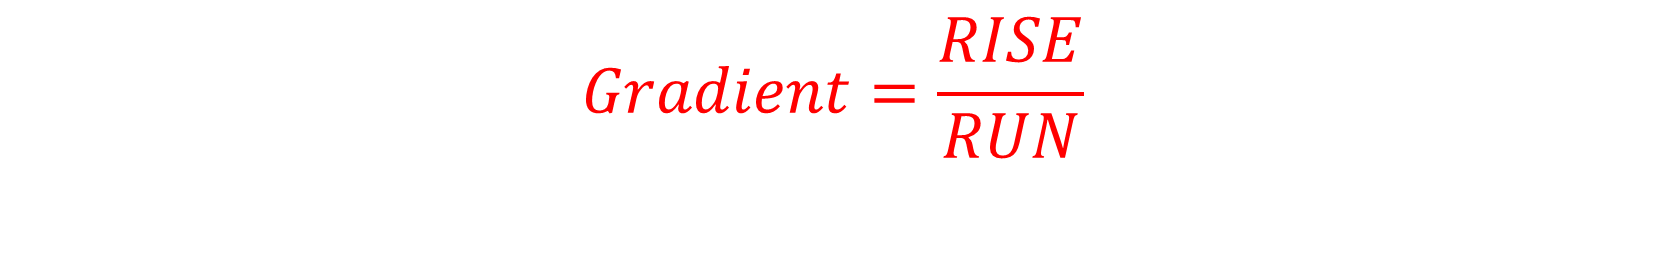 Gradient = RISE / RUN